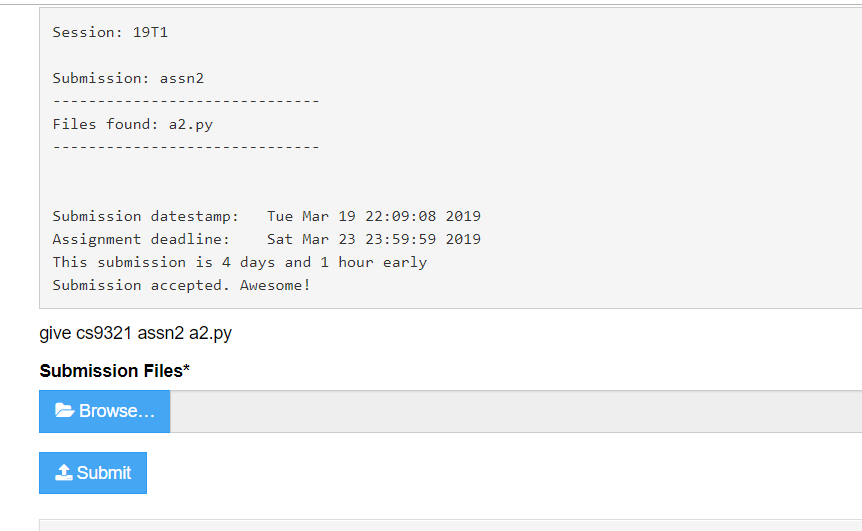 Session: 19T1
Submission: assn2
------------------------------
Files found: a2.py
------------------------------
Submission datestamp:   Tue Mar 19 22:09:08 2019
Assignment deadline:    Sat Mar 23 23:59:59 2019
This submission is 4 days and 1 hour early
Submission accepted. Awesome!
give cs9321 assn2 a2.py
Submission Files*
Browse...
Submit